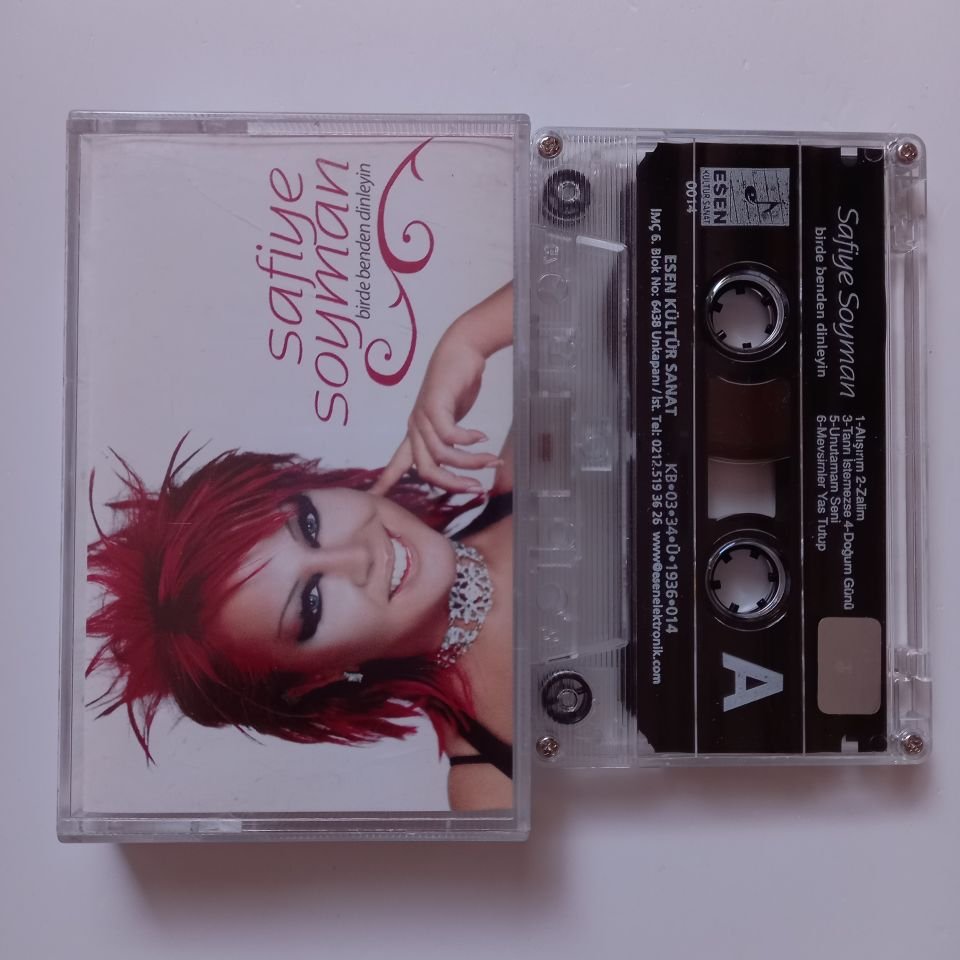 safiye
soyman
birde benden dinleyin
Safiye Soyman
birde benden dinleyin
1-Alışırım 2-Zalim
3-Tanrı İstemezse 4-Doğum Günü
5-Unutamam Seni
6-Mevsimler Yas Tutup
ESEN
KÜLTÜR SANAT
0014
A
ESEN KÜLTÜR SANAT KB•03•34•Ü•1936•014
İMÇ 6. Blok No: 6438 Unkapanı / İst. Tel: 0212.519 36 26 www©esenelektronik.com